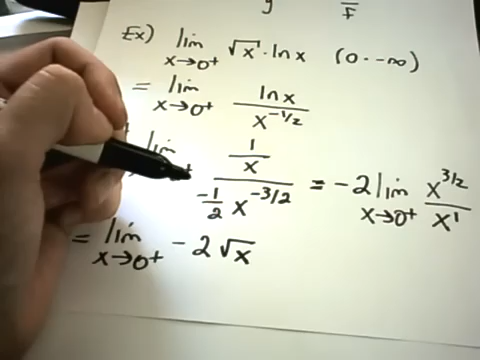 Ex) lim x→0+ √x · ln x (0 · -∞)
= lim x→0+ ln x / x^-1/2
lim + 1/x / -1/2 x^-3/2 = -2 lim x→0+ x^3/2 / x^1
= lim x→0+ -2√x